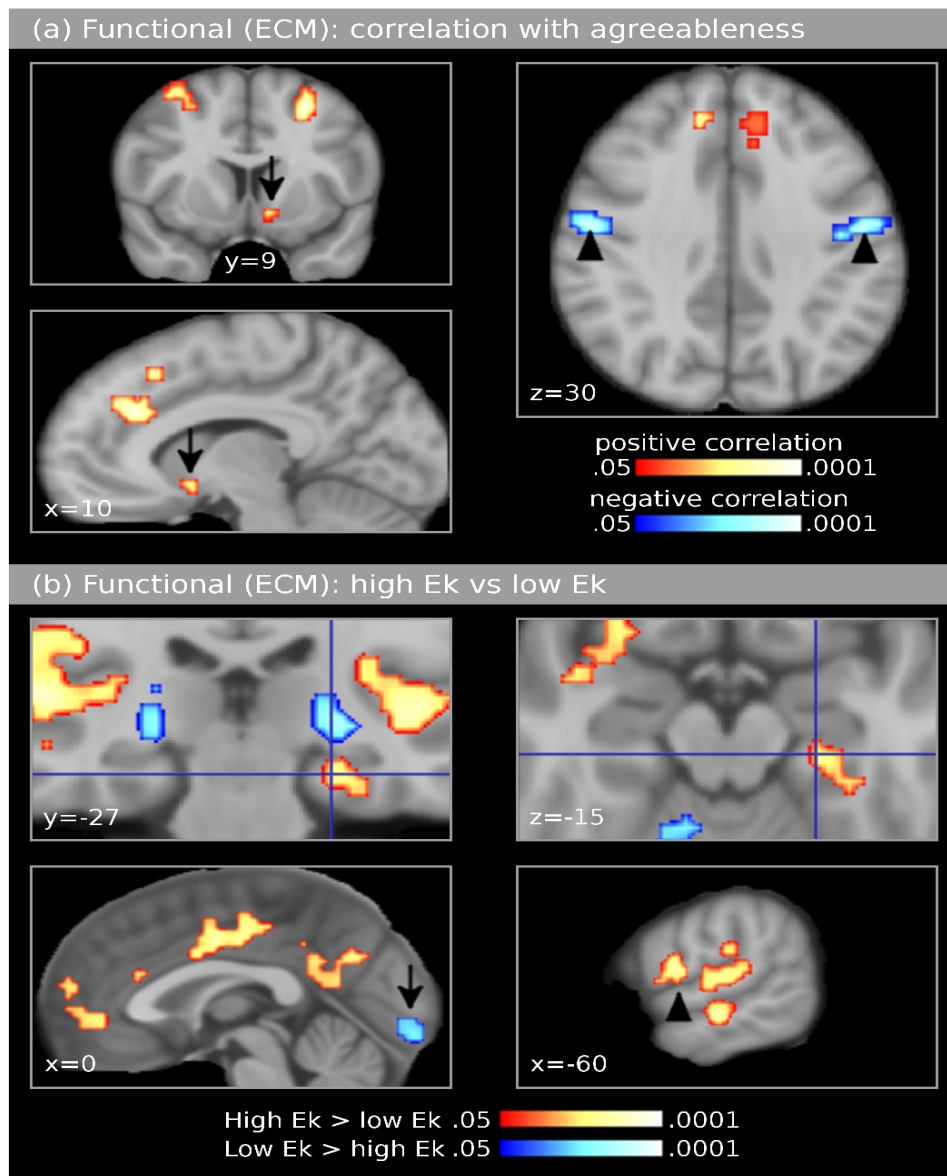 (a) Functional (ECM): correlation with agreeableness
y=9
z=30
x=10
positive correlation
.05 .0001
negative correlation
.05 .0001
(b) Functional (ECM): high Ek vs low Ek
y=-27
z=-15
x=0
x=-60
High Ek > low Ek .05 .0001
Low Ek > high Ek .05 .0001